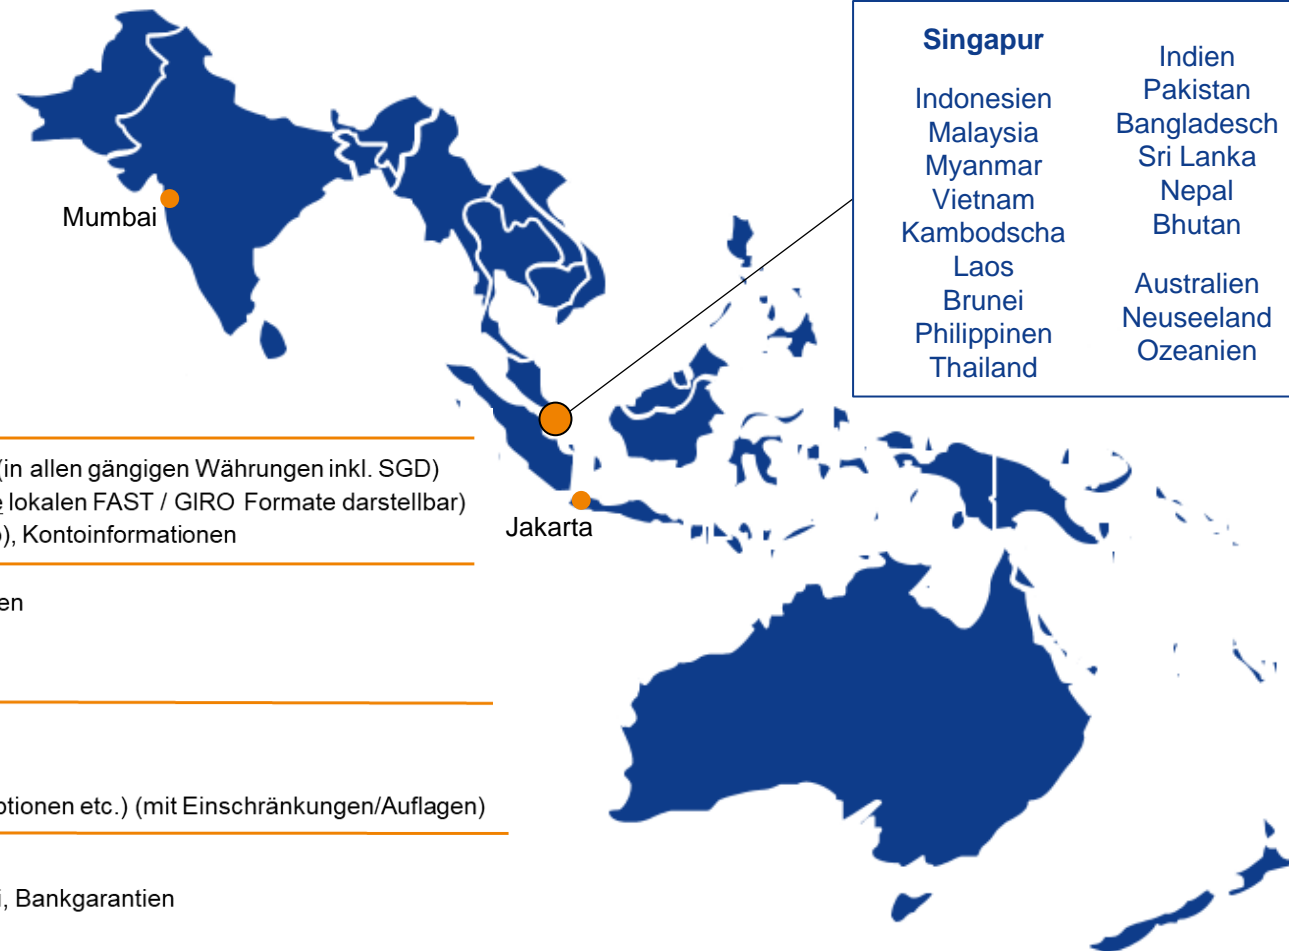 Singapur
Indonesien
Malaysia
Myanmar
Vietnam
Kambodscha
Laos
Brunei
Philippinen
Thailand
Indien
Pakistan
Bangladesch
Sri Lanka
Nepal
Bhutan
Australien
Neuseeland
Ozeanien
Mumbai
Jakarta
(in allen gängigen Währungen inkl. SGD)
lokalen FAST / GIRO Formate darstellbar)
), Kontoinformationen
en
otionen etc.) (mit Einschränkungen/Auflagen)
, Bankgarantien